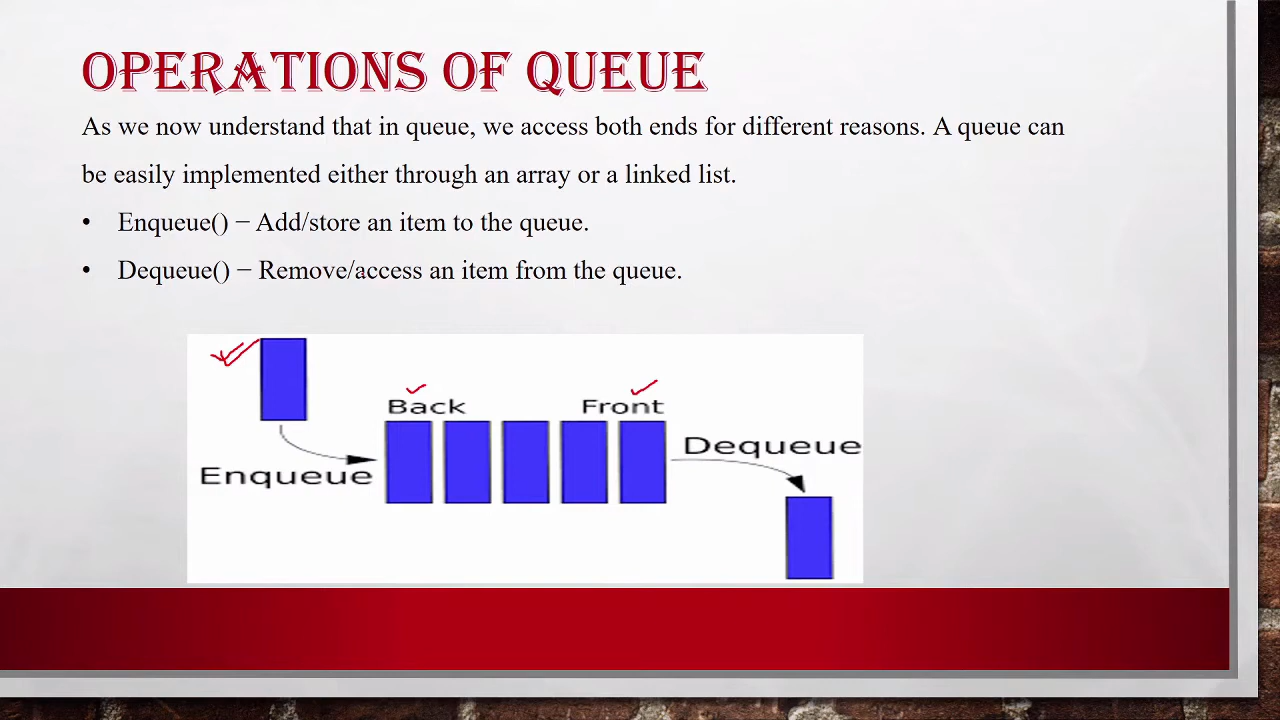 OPERATIONS OF QUEUE
As we now understand that in queue, we access both ends for different reasons. A queue can
be easily implemented either through an array or a linked list.
• Enqueue() − Add/store an item to the queue.
• Dequeue() − Remove/access an item from the queue.
Back Front
Dequeue
Enqueue